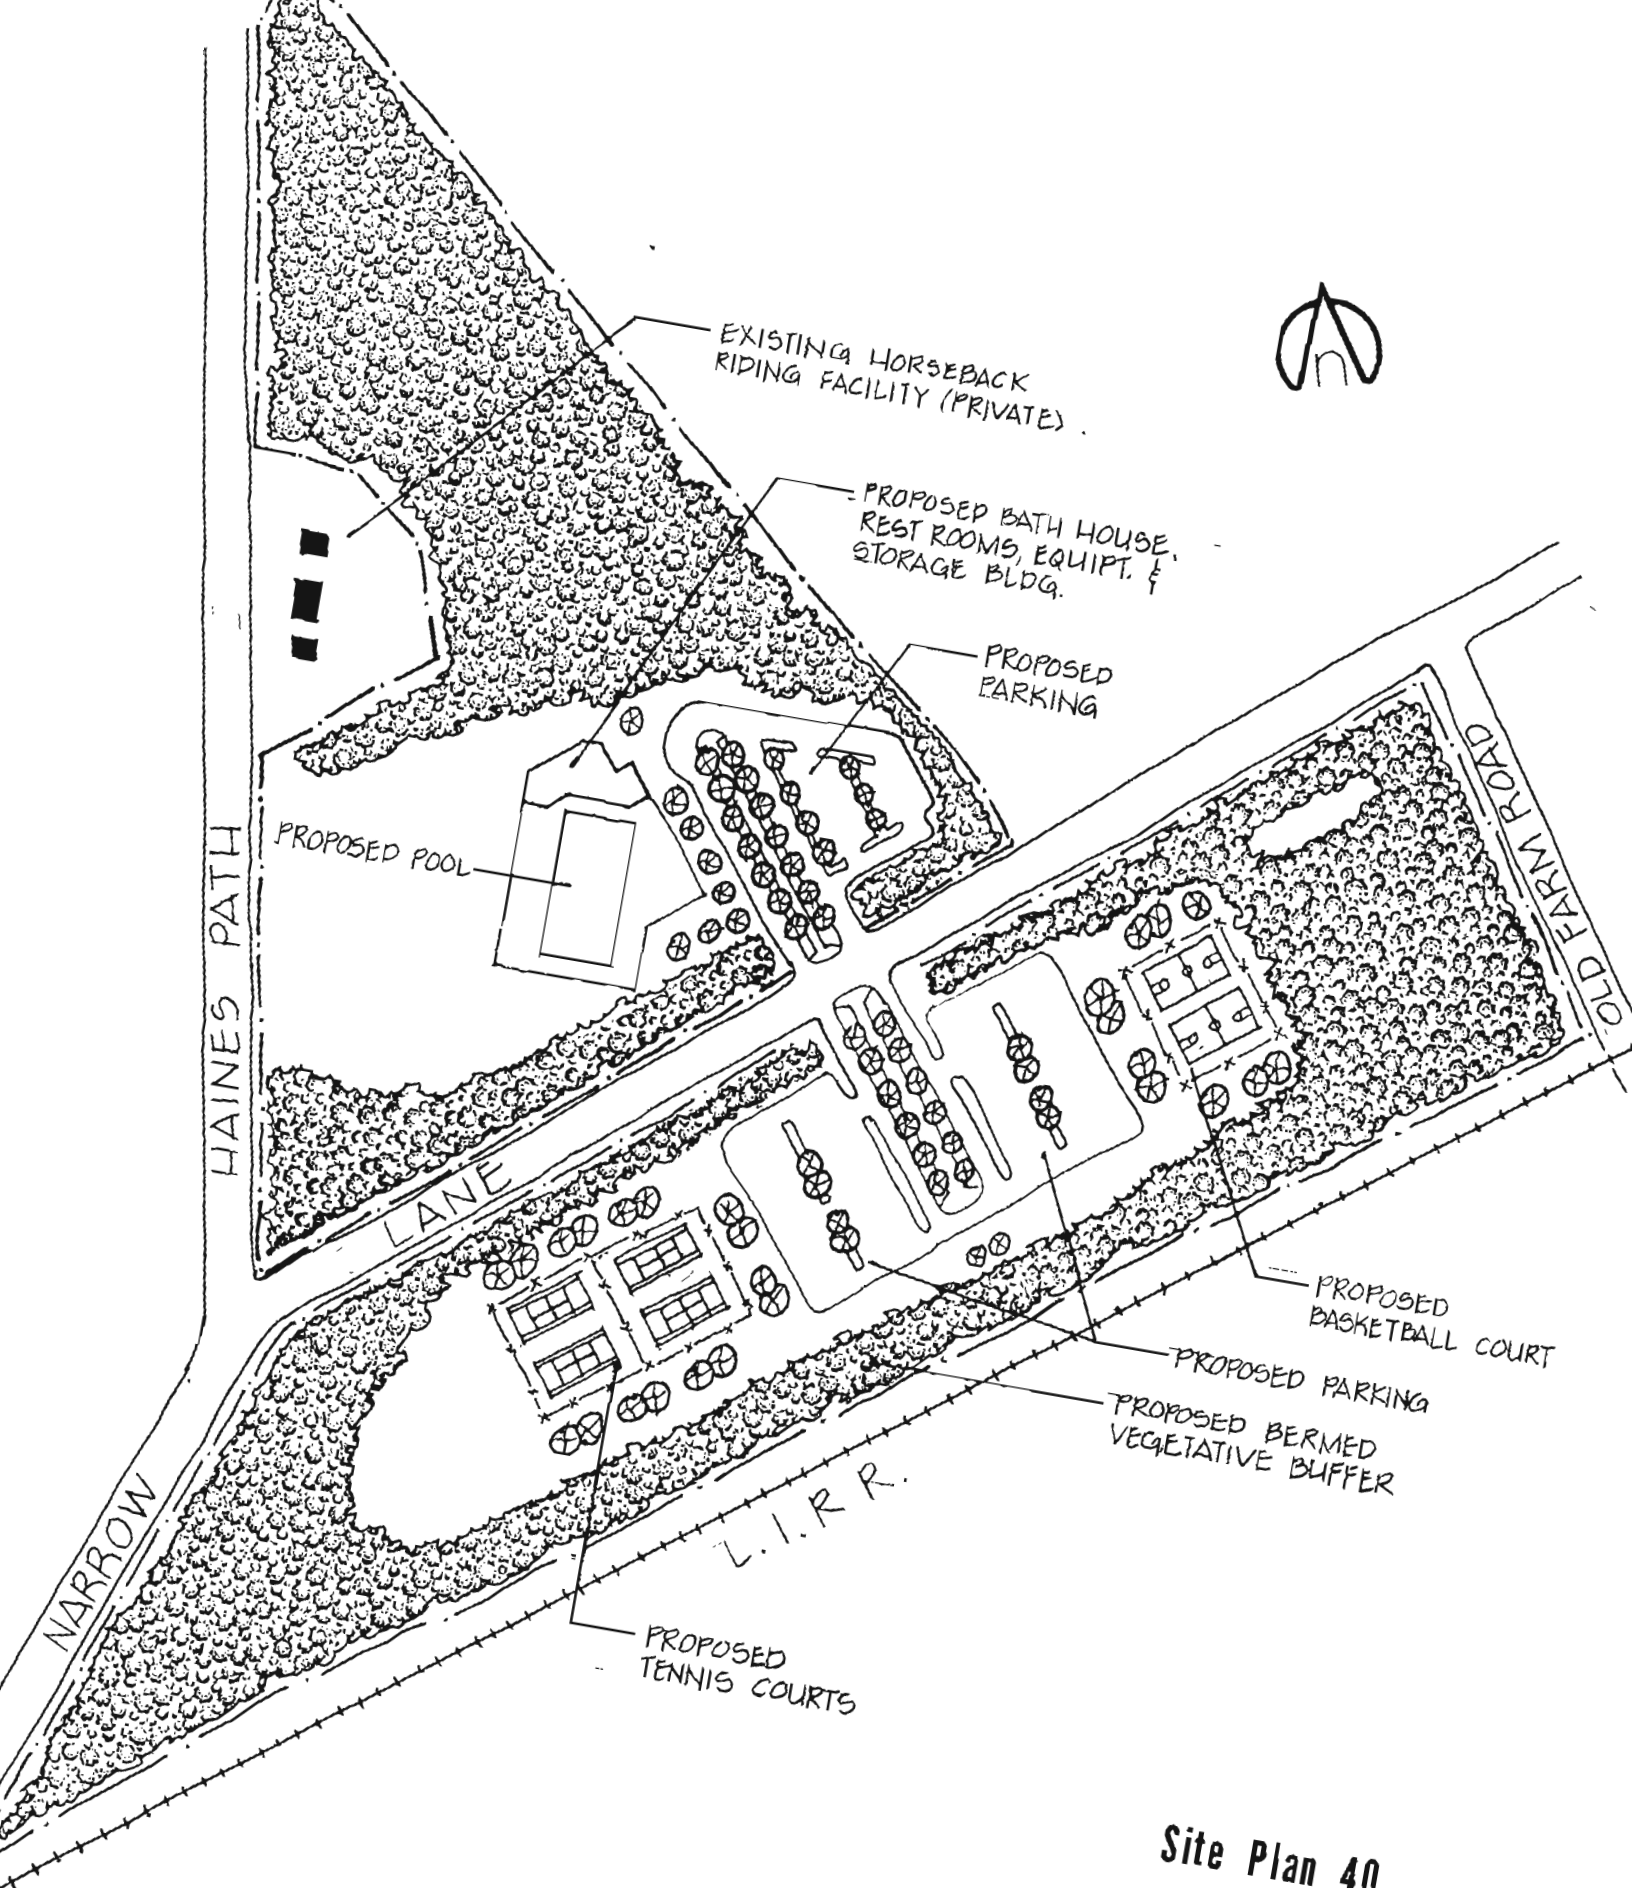 EXISTING HORSEBACK
RIDING FACILITY (PRIVATE)
PROPOSED BATH HOUSE,
REST ROOMS, EQUIPT. &
STORAGE BLDG.
PROPOSED
PARKING
PROPOSED POOL
HAINES PATH
OLD FARM ROAD
NARROW LANE
PROPOSED
BASKETBALL COURT
PROPOSED PARKING
PROPOSED BERMED
VEGETATIVE BUFFER
L.I.R R.
PROPOSED
TENNIS COURTS
Site Plan 40